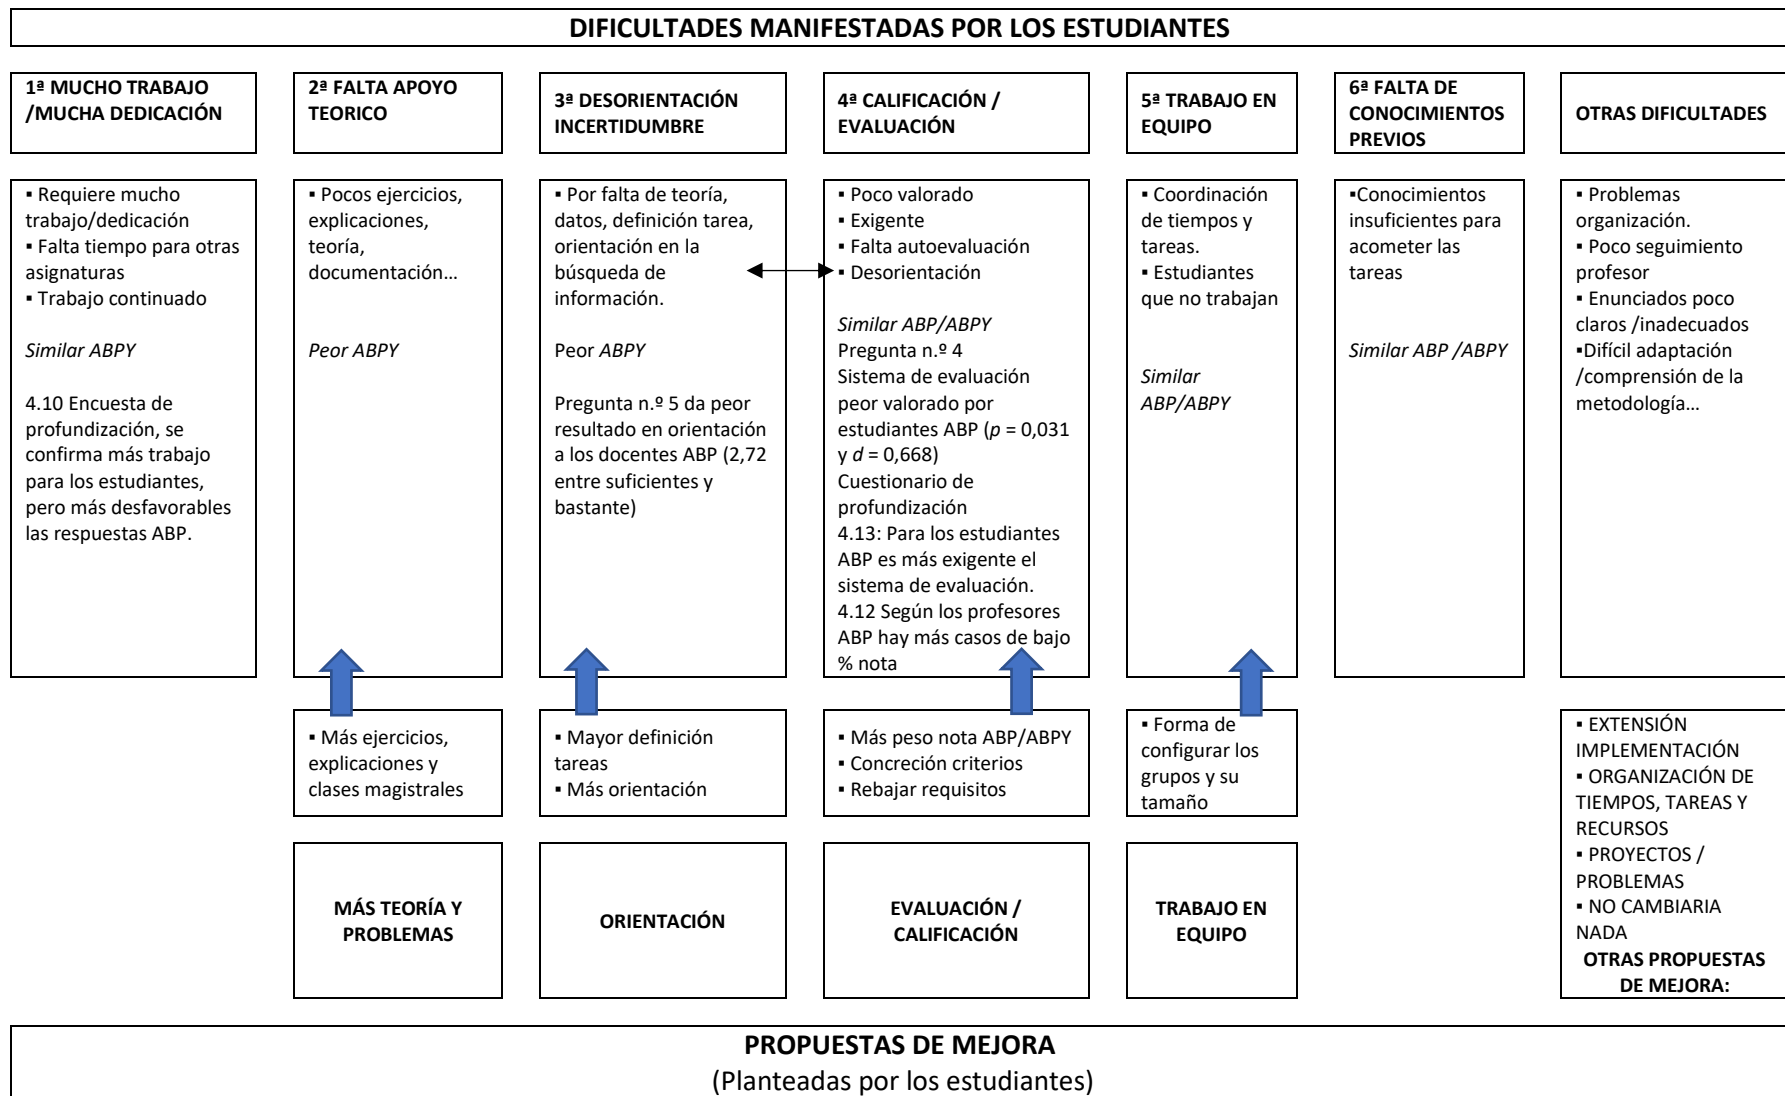 DIFICULTADES MANIFESTADAS POR LOS ESTUDIANTES
1ª MUCHO TRABAJO
/MUCHA DEDICACIÓN
2ª FALTA APOYO
TEORICO
3ª DESORIENTACIÓN
INCERTIDUMBRE
4ª CALIFICACIÓN /
EVALUACIÓN
5ª TRABAJO EN
EQUIPO
6ª FALTA DE
CONOCIMIENTOS
PREVIOS
OTRAS DIFICULTADES
▪ Requiere mucho
trabajo/dedicación
▪ Falta tiempo para otras
asignaturas
▪ Trabajo continuado
Similar ABPY
4.10 Encuesta de
profundización, se
confirma más trabajo
para los estudiantes,
pero más desfavorables
las respuestas ABP.
▪ Pocos ejercicios,
explicaciones,
teoría,
documentación...
Peor ABPY
▪ Por falta de teoría,
datos, definición tarea,
orientación en la
búsqueda de
información.
Peor ABPY
Pregunta n.º 5 da peor
resultado en orientación
a los docentes ABP (2,72
entre suficientes y
bastante)
▪ Poco valorado
▪ Exigente
▪ Falta autoevaluación
▪ Desorientación
Similar ABP/ABPY
Pregunta n.º 4
Sistema de evaluación
peor valorado por
estudiantes ABP (p = 0,031
y d = 0,668)
Cuestionario de
profundización
4.13: Para los estudiantes
ABP es más exigente el
sistema de evaluación.
4.12 Según los profesores
ABP hay más casos de bajo
% nota
▪ Coordinación
de tiempos y
tareas.
▪ Estudiantes
que no trabajan
Similar
ABP/ABPY
▪Conocimientos
insuficientes para
acometer las
tareas
Similar ABP /ABPY
▪ Problemas
organización.
▪ Poco seguimiento
profesor
▪ Enunciados poco
claros /inadecuados
▪Difícil adaptación
/comprensión de la
metodología...
▪ Más ejercicios,
explicaciones y
clases magistrales
▪ Mayor definición
tareas
▪ Más orientación
▪ Más peso nota ABP/ABPY
▪ Concreción criterios
▪ Rebajar requisitos
▪ Forma de
configurar los
grupos y su
tamaño
▪ EXTENSIÓN
IMPLEMENTACIÓN
▪ ORGANIZACIÓN DE
TIEMPOS, TAREAS Y
RECURSOS
▪ PROYECTOS /
PROBLEMAS
▪ NO CAMBIARIA
NADA
OTRAS PROPUESTAS
DE MEJORA:
MÁS TEORÍA Y
PROBLEMAS
ORIENTACIÓN
EVALUACIÓN /
CALIFICACIÓN
TRABAJO EN
EQUIPO
PROPUESTAS DE MEJORA
(Planteadas por los estudiantes)